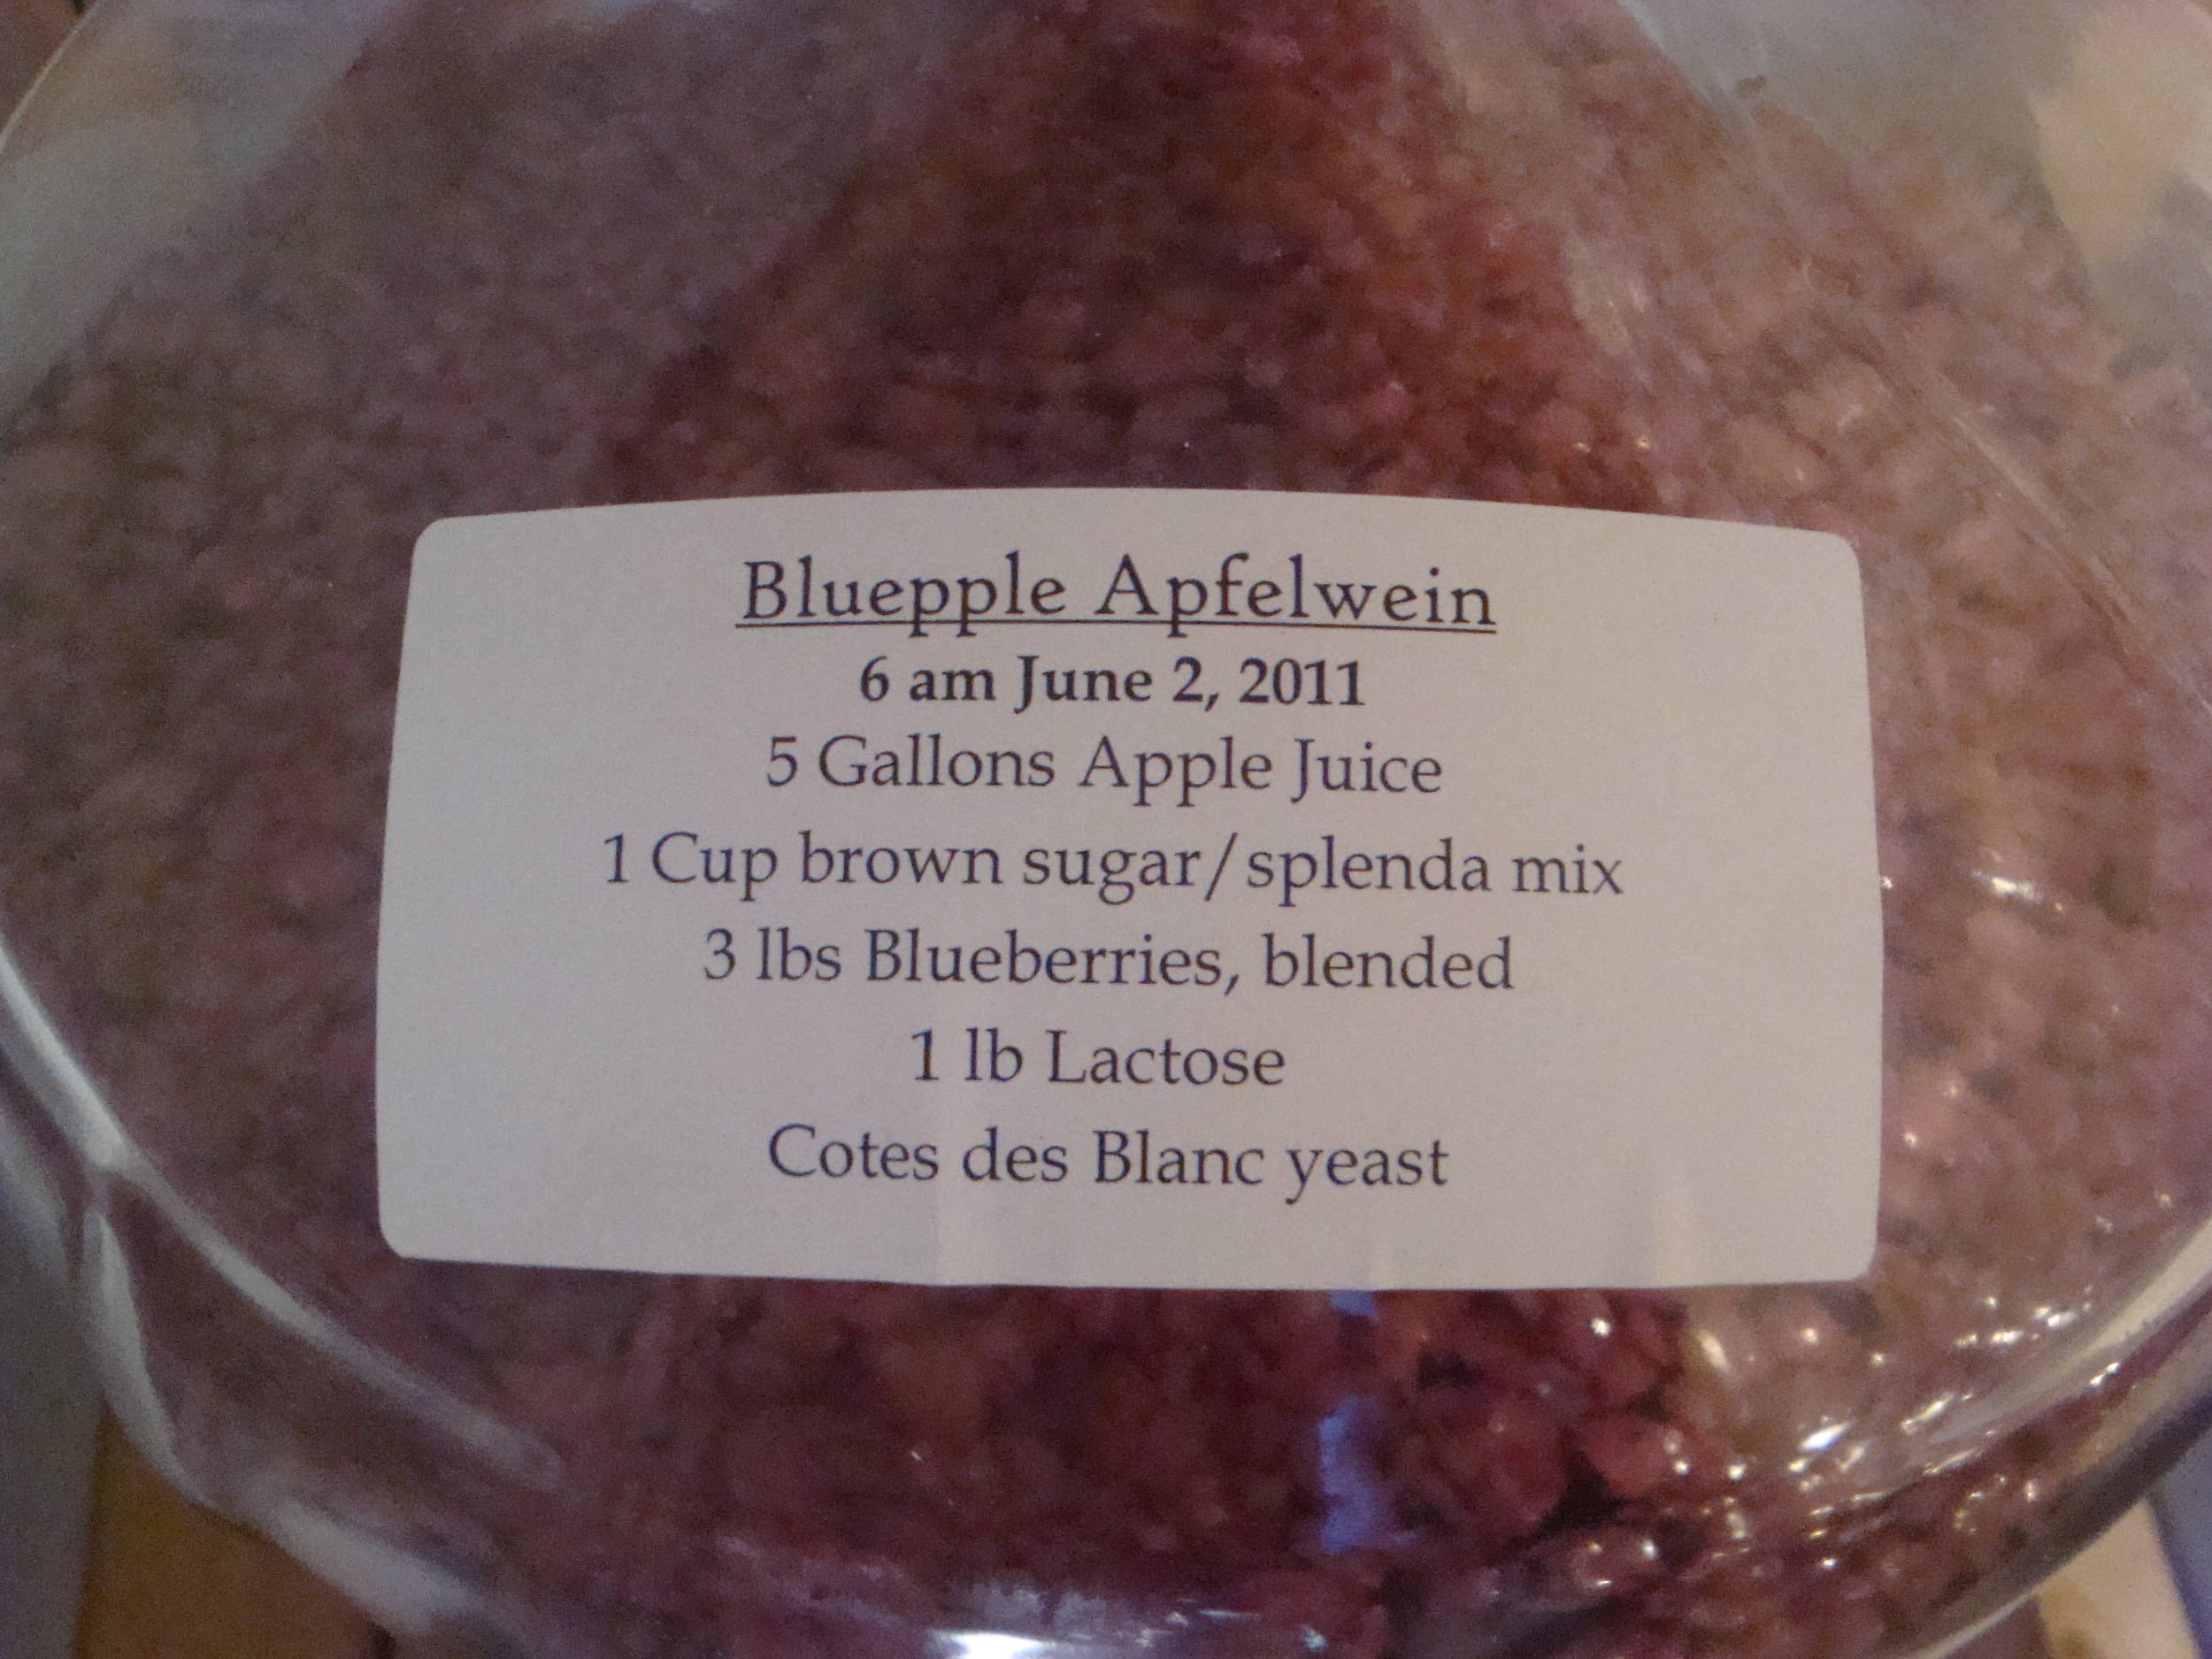 Bluepple Apfelwein
6 am June 2, 2011
5 Gallons Apple Juice
1 Cup brown sugar/splenda mix
3 lbs Blueberries, blended
1 lb Lactose
Cotes des Blanc yeast